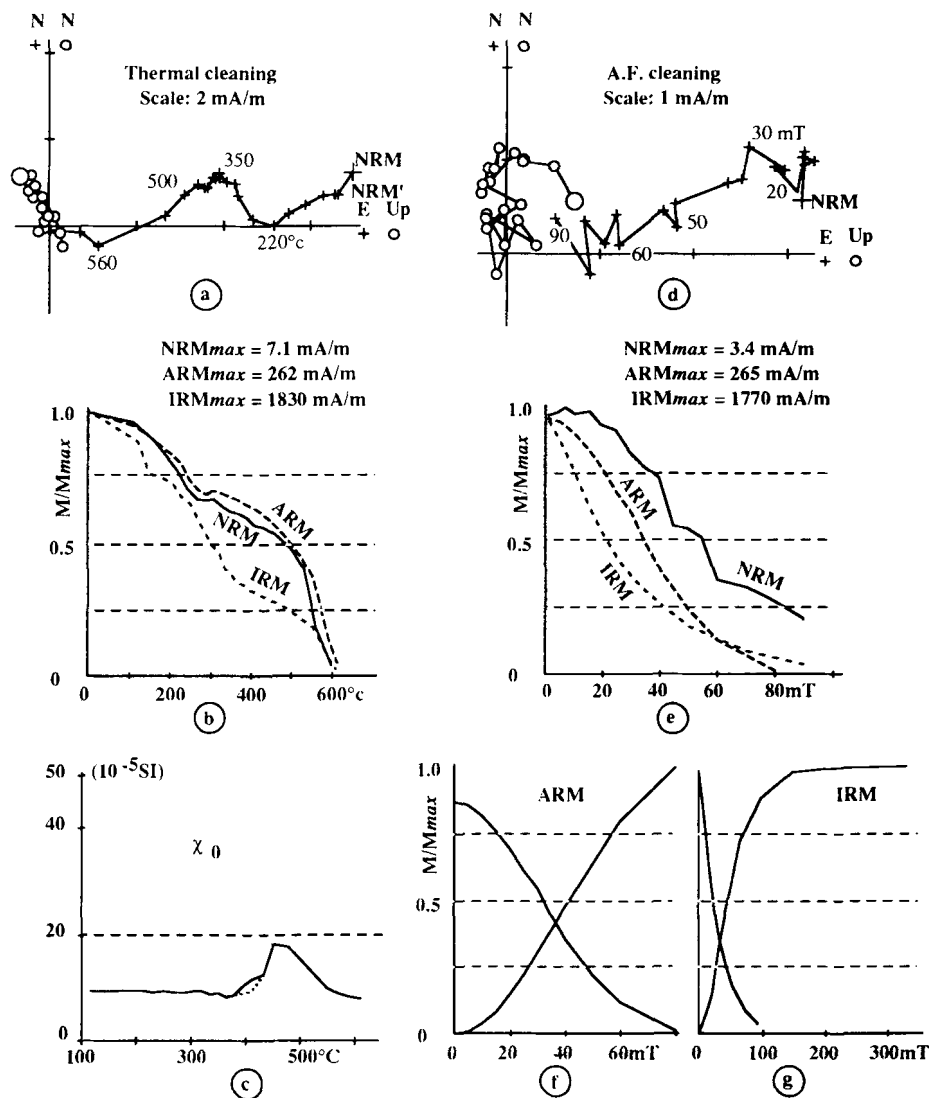 N N
+ o
Thermal cleaning
Scale: 2 mA/m
500
350
NRM
NRM'
E Up
+ o
220°c
560
a
N N
+ o
A.F. cleaning
Scale: 1 mA/m
30 mT
20
NRM
E Up
+ o
50
60
90
d
NRMmax = 7.1 mA/m
ARMmax = 262 mA/m
IRMmax = 1830 mA/m
M/Mmax
1.0
0.5
0
ARM
NRM
IRM
0 200 400 600°c
b
NRMmax = 3.4 mA/m
ARMmax = 265 mA/m
IRMmax = 1770 mA/m
M/Mmax
1.0
0.5
0
ARM
IRM
NRM
0 20 40 60 80mT
e
50 (10 -5SI)
40
χ 0
20
0
100 300 500°C
c
M/Mmax
1.0
0.5
0
ARM
0 20 40 60mT
f
IRM
0 100 200 300mT
g